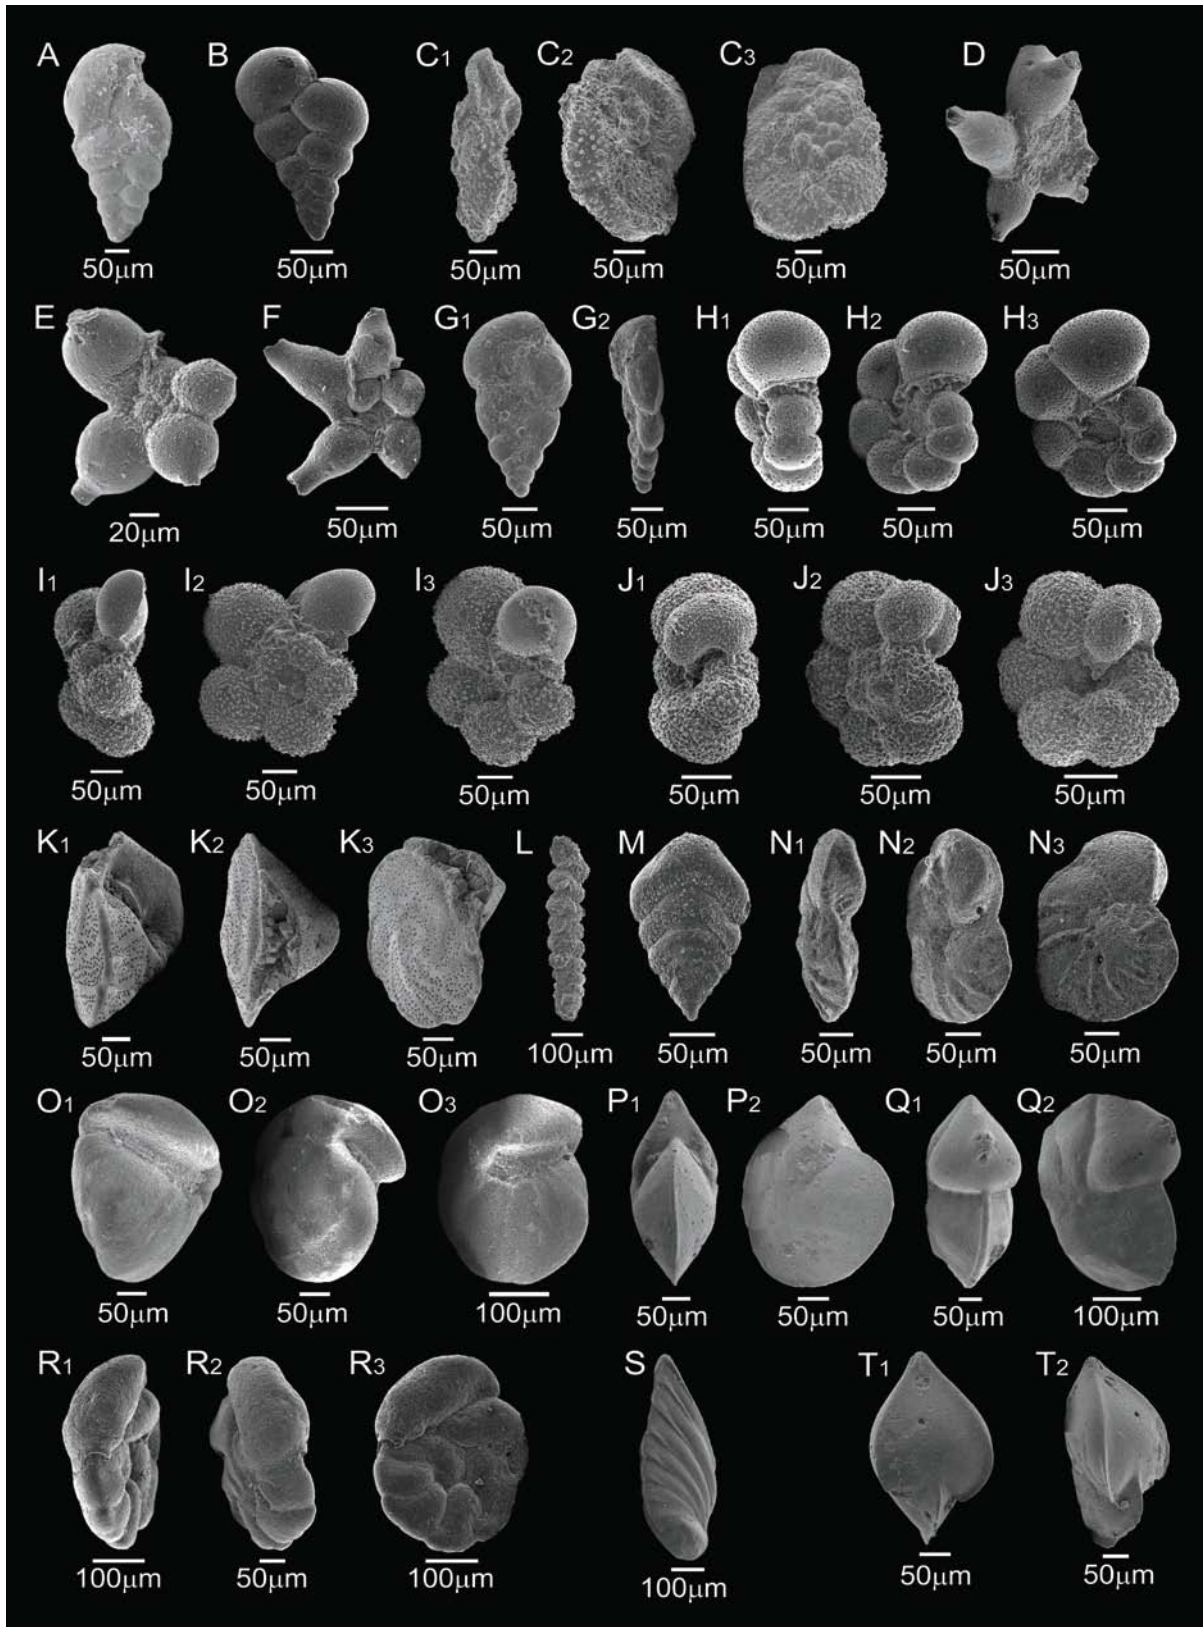 A B C1 C2 C3 D
50µm 50µm 50µm 50µm 50µm 50µm
E F G1 G2 H1 H2 H3
20µm 50µm 50µm 50µm 50µm 50µm 50µm
I1 I2 I3 J1 J2 J3
50µm 50µm 50µm 50µm 50µm 50µm
K1 K2 K3 L M N1 N2 N3
50µm 50µm 50µm 100µm 50µm 50µm 50µm 50µm
O1 O2 O3 P1 P2 Q1 Q2
50µm 50µm 100µm 50µm 50µm 50µm 100µm
R1 R2 R3 S T1 T2
100µm 50µm 100µm 100µm 50µm 50µm